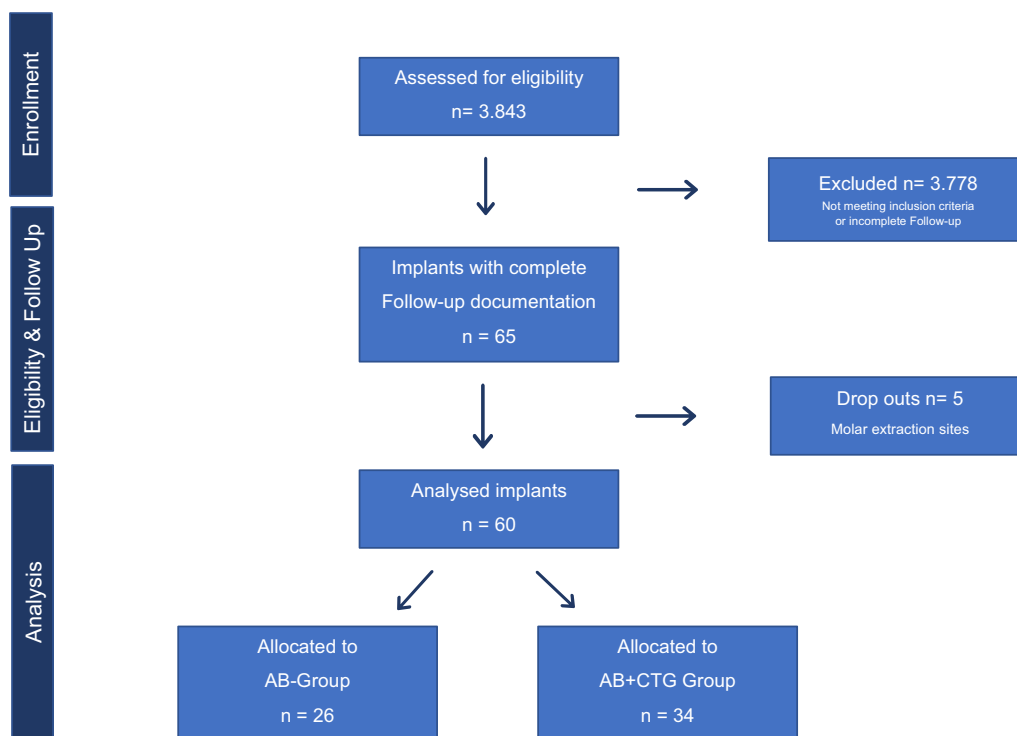 Enrollment
Assessed for eligibility
n= 3.843
Excluded n= 3.778
Not meeting inclusion criteria
or incomplete Follow-up
Eligibility & Follow Up
Implants with complete
Follow-up documentation
n = 65
Drop outs n= 5
Molar extraction sites
Analysis
Analysed implants
n = 60
Allocated to
AB-Group
n = 26
Allocated to
AB+CTG Group
n = 34